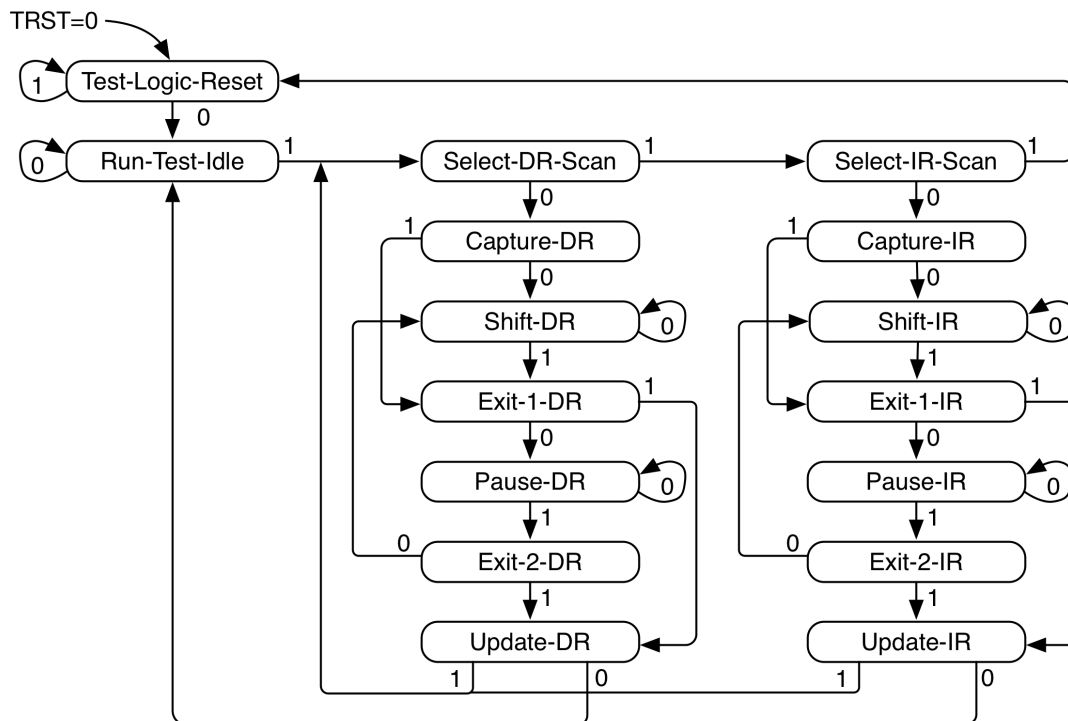 TRST=0
1 Test-Logic-Reset
0
0 Run-Test-Idle 1 Select-DR-Scan 1 Select-IR-Scan 1
0 0
1 Capture-DR 1 Capture-IR
0 0
Shift-DR 0 Shift-IR 0
1 1
Exit-1-DR 1 Exit-1-IR 1
0 0
Pause-DR 0 Pause-IR 0
1 1
0 Exit-2-DR 0 Exit-2-IR
1 1
Update-DR Update-IR
1 0 1 0